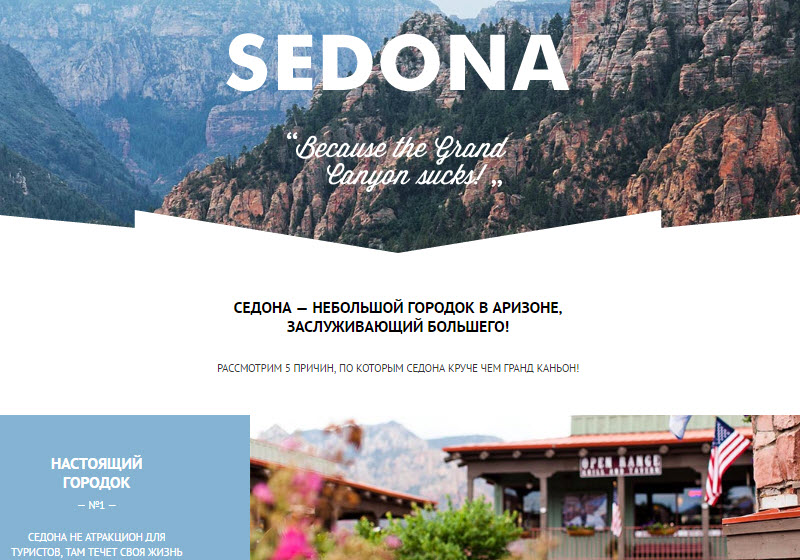 SEDONA
“Because the Grand
Canyon sucks!„
СЕДОНА — НЕБОЛЬШОЙ ГОРОДОК В АРИЗОНЕ,
ЗАСЛУЖИВАЮЩИЙ БОЛЬШЕГО!
РАССМОТРИМ 5 ПРИЧИН, ПО КОТОРЫМ СЕДОНА КРУЧЕ ЧЕМ ГРАНД КАНЬОН!
НАСТОЯЩИЙ
ГОРОДОК
— №1 —
СЕДОНА НЕ АТРАКЦИОН ДЛЯ
ТУРИСТОВ, ТАМ ТЕЧЕТ СВОЯ ЖИЗНЬ
OPEN RANGE
GRILL AND TAVERN